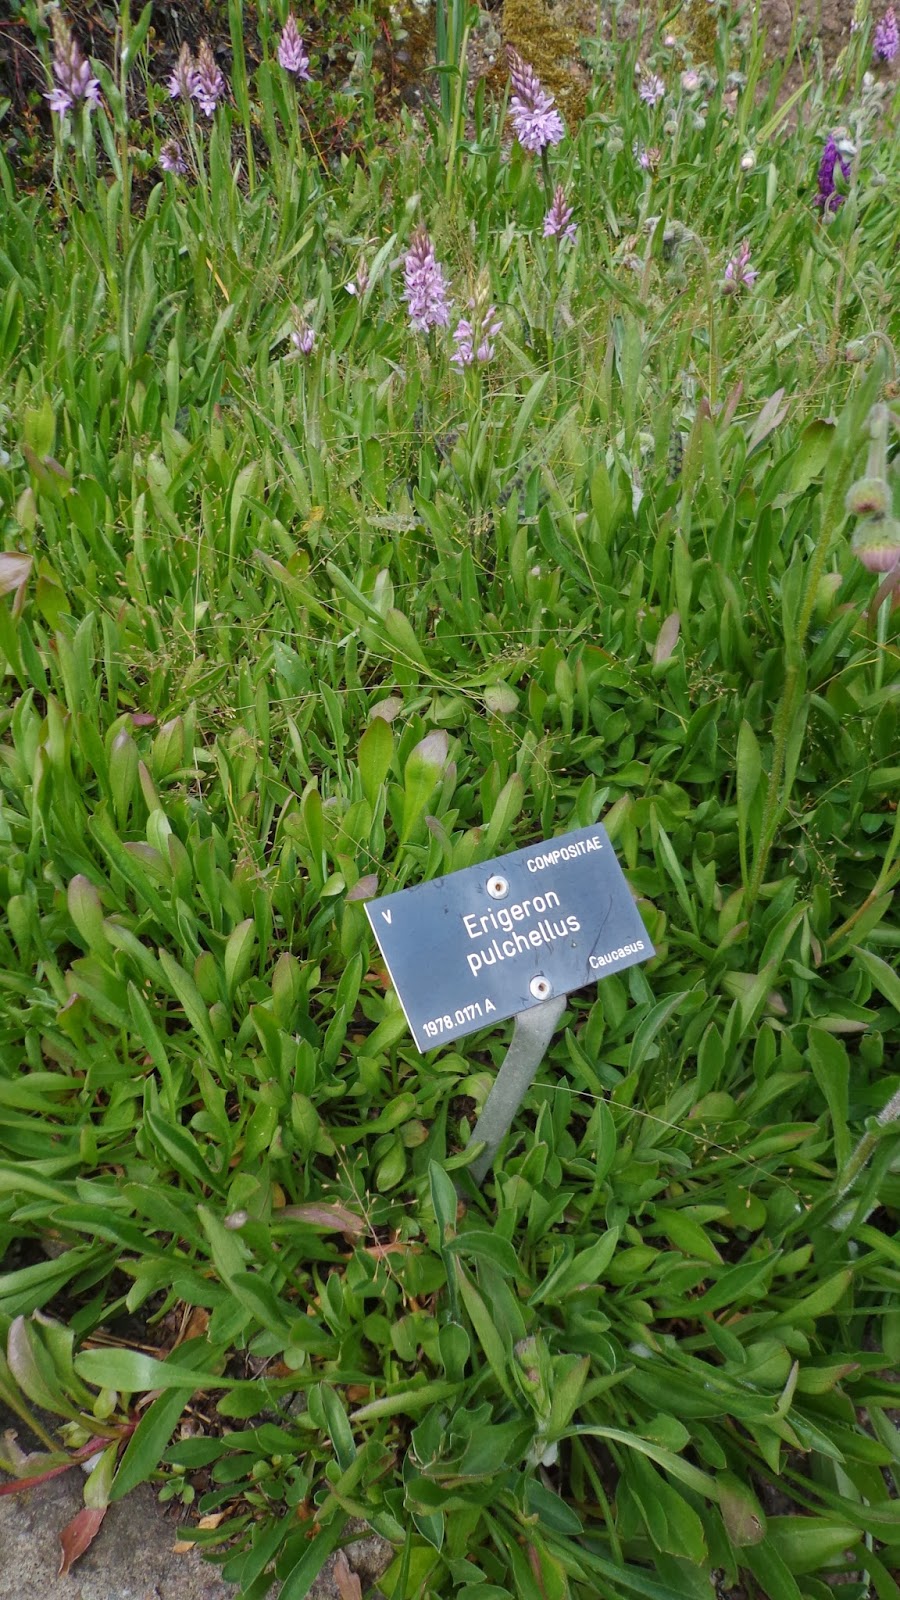 V
COMPOSITAE
Erigeron
pulchellus
Caucasus
1978.0171 A